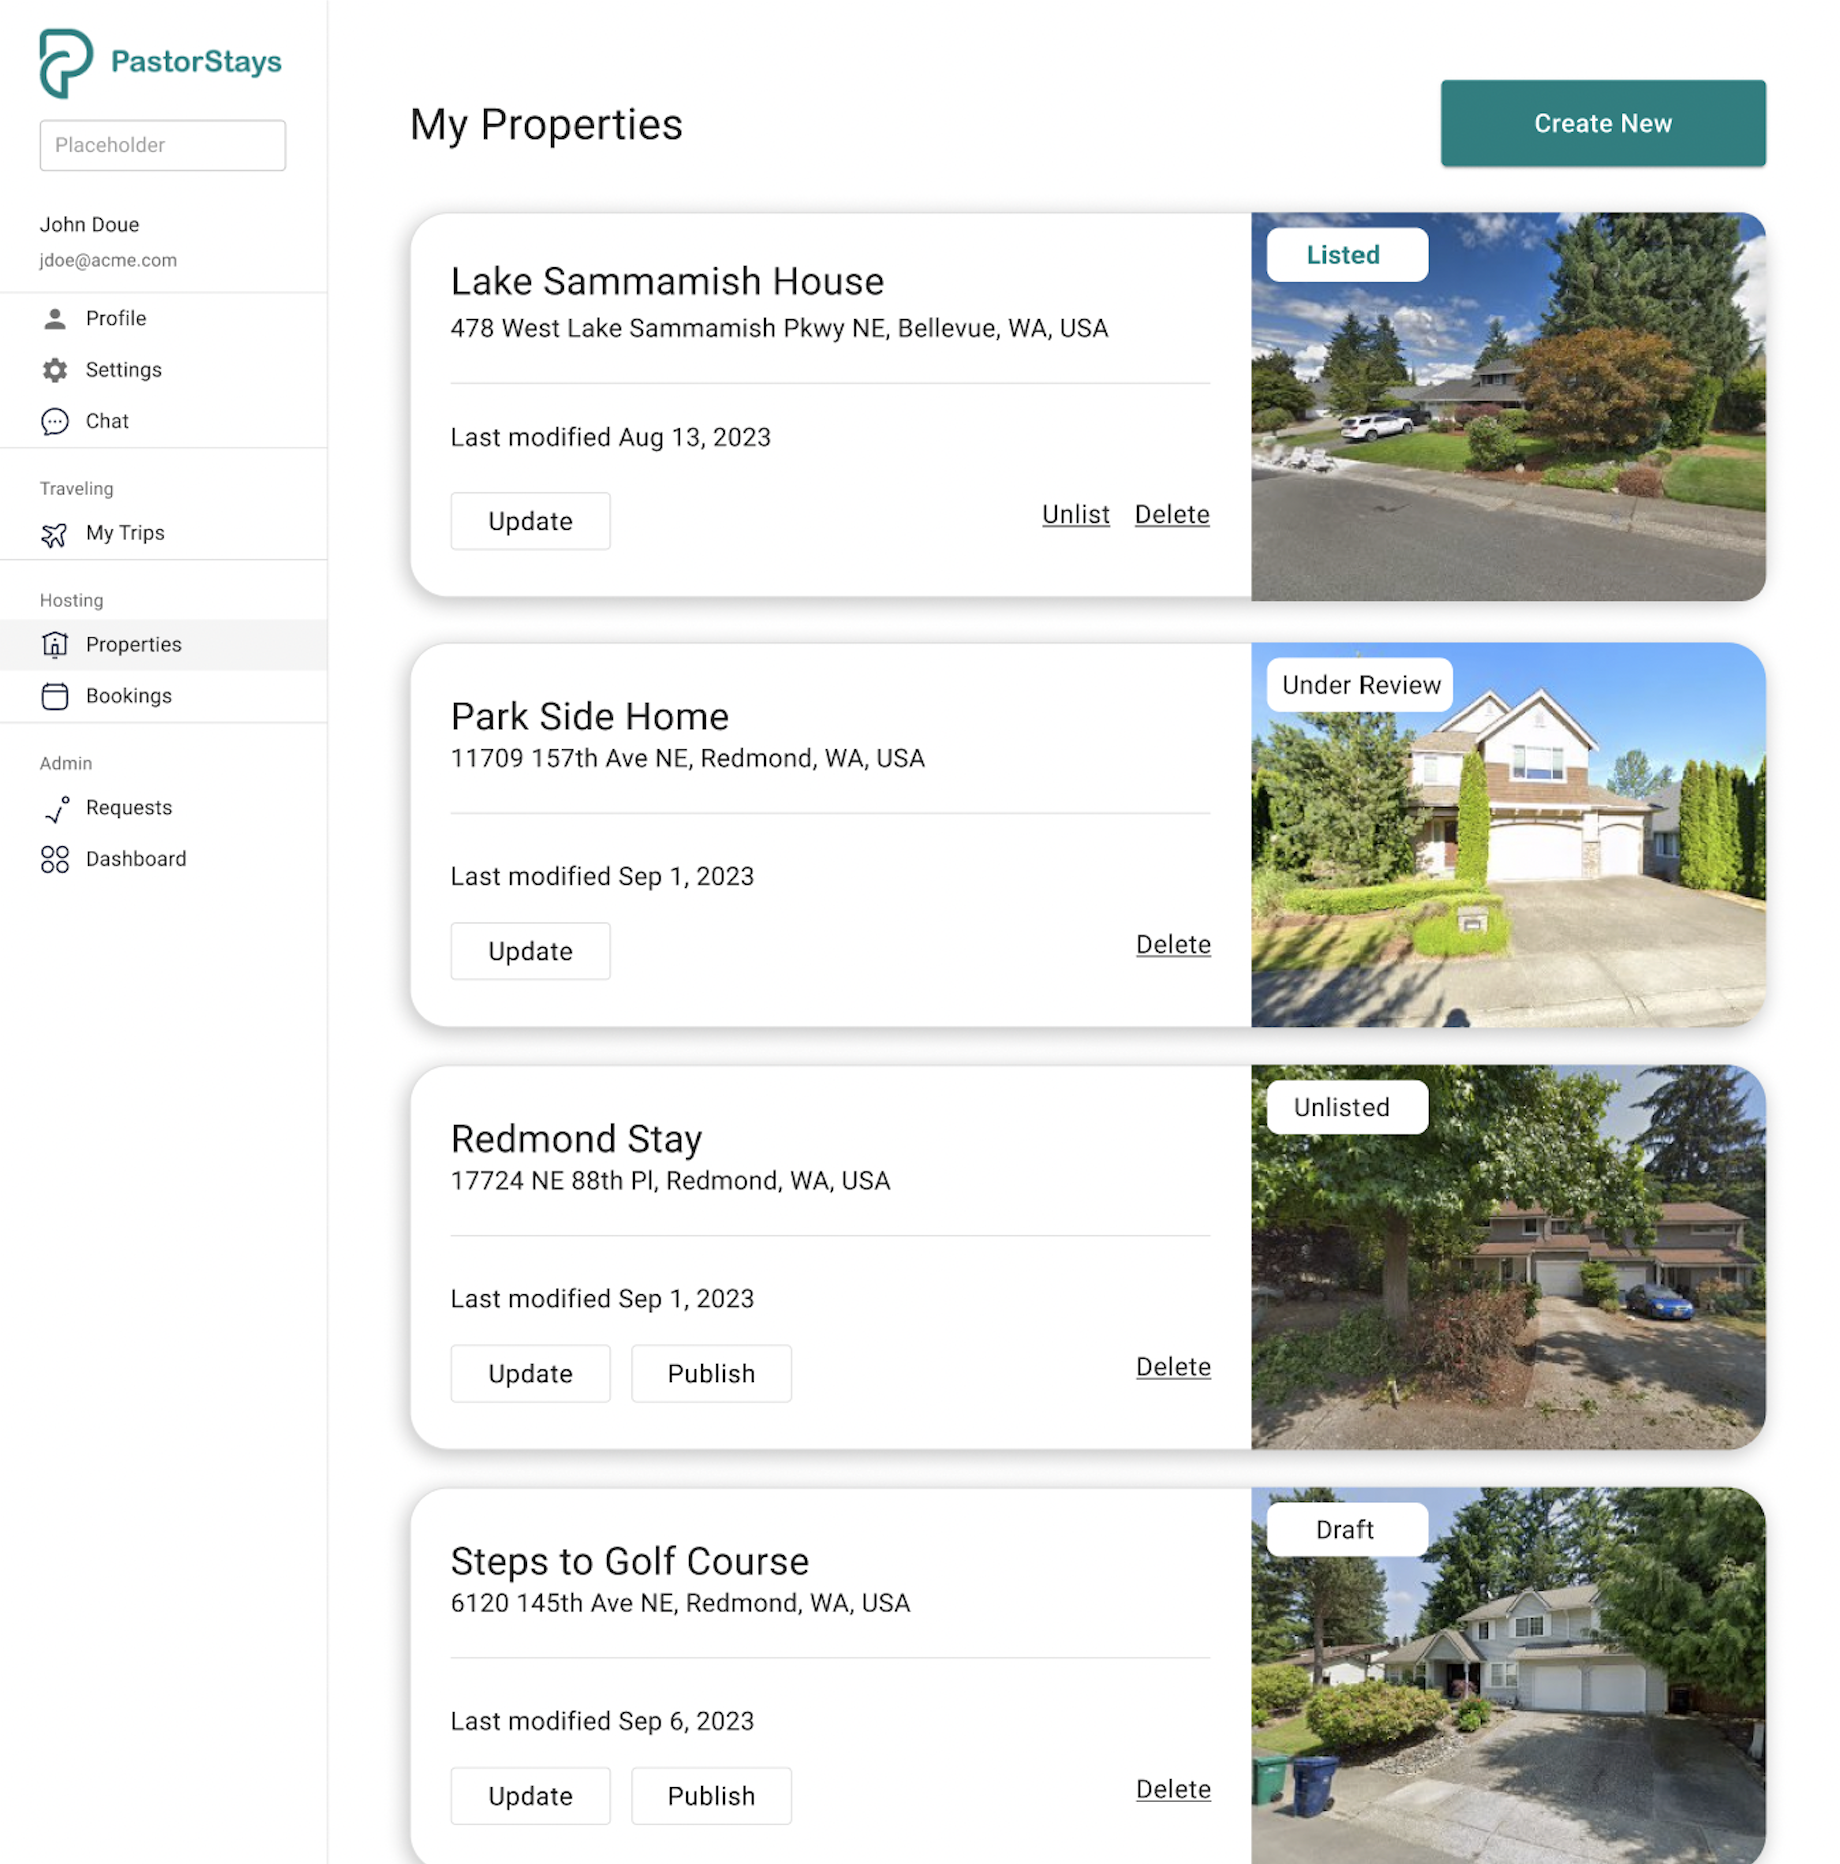 PastorStays
Placeholder
John Doue
jdoe@acme.com
Profile
Settings
Chat
Traveling
My Trips
Hosting
Properties
Bookings
Admin
Requests
Dashboard
My Properties
Create New
Lake Sammamish House
478 West Lake Sammamish Pkwy NE, Bellevue, WA, USA
Last modified Aug 13, 2023
Update
Unlist Delete
Listed
Park Side Home
11709 157th Ave NE, Redmond, WA, USA
Last modified Sep 1, 2023
Update
Delete
Under Review
Redmond Stay
17724 NE 88th Pl, Redmond, WA, USA
Last modified Sep 1, 2023
Update Publish
Delete
Unlisted
Steps to Golf Course
6120 145th Ave NE, Redmond, WA, USA
Last modified Sep 6, 2023
Update Publish
Delete
Draft